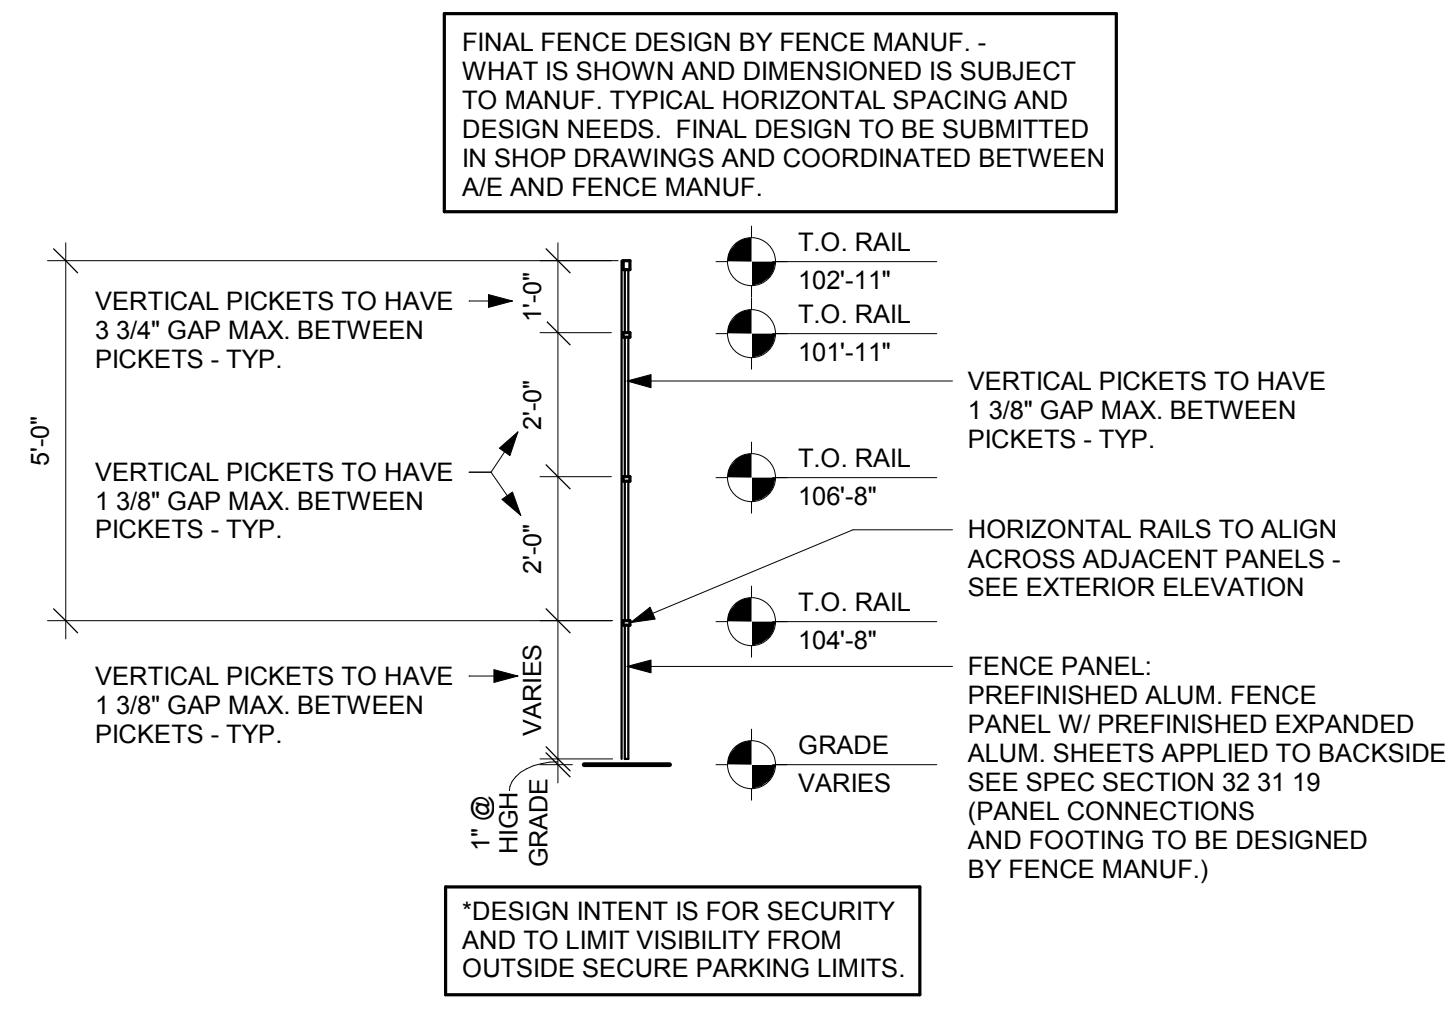 FINAL FENCE DESIGN BY FENCE MANUF. -
WHAT IS SHOWN AND DIMENSIONED IS SUBJECT
TO MANUF. TYPICAL HORIZONTAL SPACING AND
DESIGN NEEDS.  FINAL DESIGN TO BE SUBMITTED
IN SHOP DRAWINGS AND COORDINATED BETWEEN
A/E AND FENCE MANUF.
5'-0"
VERTICAL PICKETS TO HAVE
3 3/4" GAP MAX. BETWEEN
PICKETS - TYP.
1'-0"
VERTICAL PICKETS TO HAVE
1 3/8" GAP MAX. BETWEEN
PICKETS - TYP.
2'-0"
2'-0"
VERTICAL PICKETS TO HAVE
1 3/8" GAP MAX. BETWEEN
PICKETS - TYP.
VARIES
1" @
HIGH
GRADE
T.O. RAIL
102'-11"
T.O. RAIL
101'-11"
T.O. RAIL
106'-8"
T.O. RAIL
104'-8"
GRADE
VARIES
VERTICAL PICKETS TO HAVE
1 3/8" GAP MAX. BETWEEN
PICKETS - TYP.
HORIZONTAL RAILS TO ALIGN
ACROSS ADJACENT PANELS -
SEE EXTERIOR ELEVATION
FENCE PANEL:
PREFINISHED ALUM. FENCE
PANEL W/ PREFINISHED EXPANDED
ALUM. SHEETS APPLIED TO BACKSIDE
SEE SPEC SECTION 32 31 19
(PANEL CONNECTIONS
AND FOOTING TO BE DESIGNED
BY FENCE MANUF.)
*DESIGN INTENT IS FOR SECURITY
AND TO LIMIT VISIBILITY FROM
OUTSIDE SECURE PARKING LIMITS.